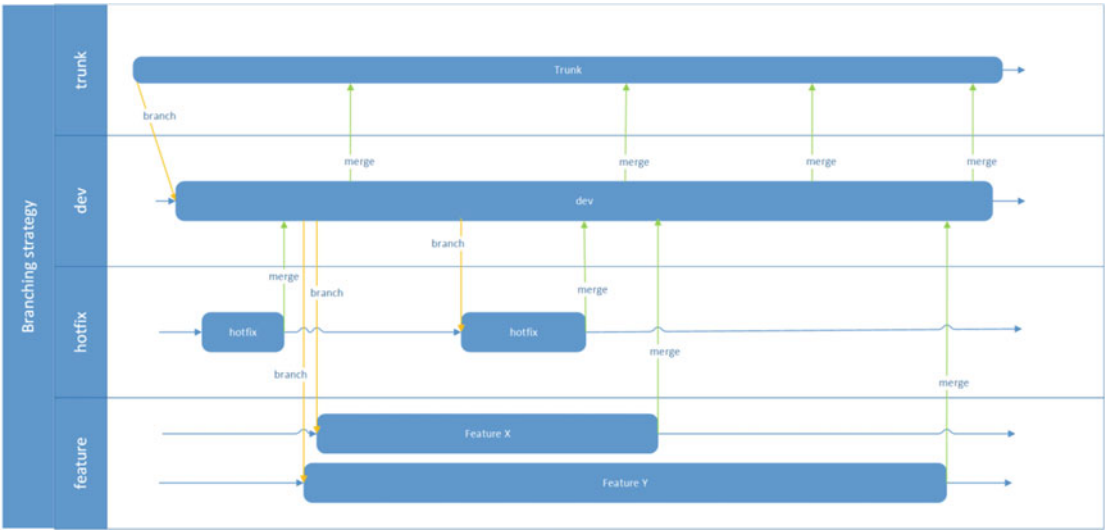 Branching strategy
trunk
Trunk
branch
merge
merge
merge
merge
dev
dev
branch
merge
branch
merge
hotfix
hotfix
hotfix
branch
merge
merge
feature
Feature X
Feature Y